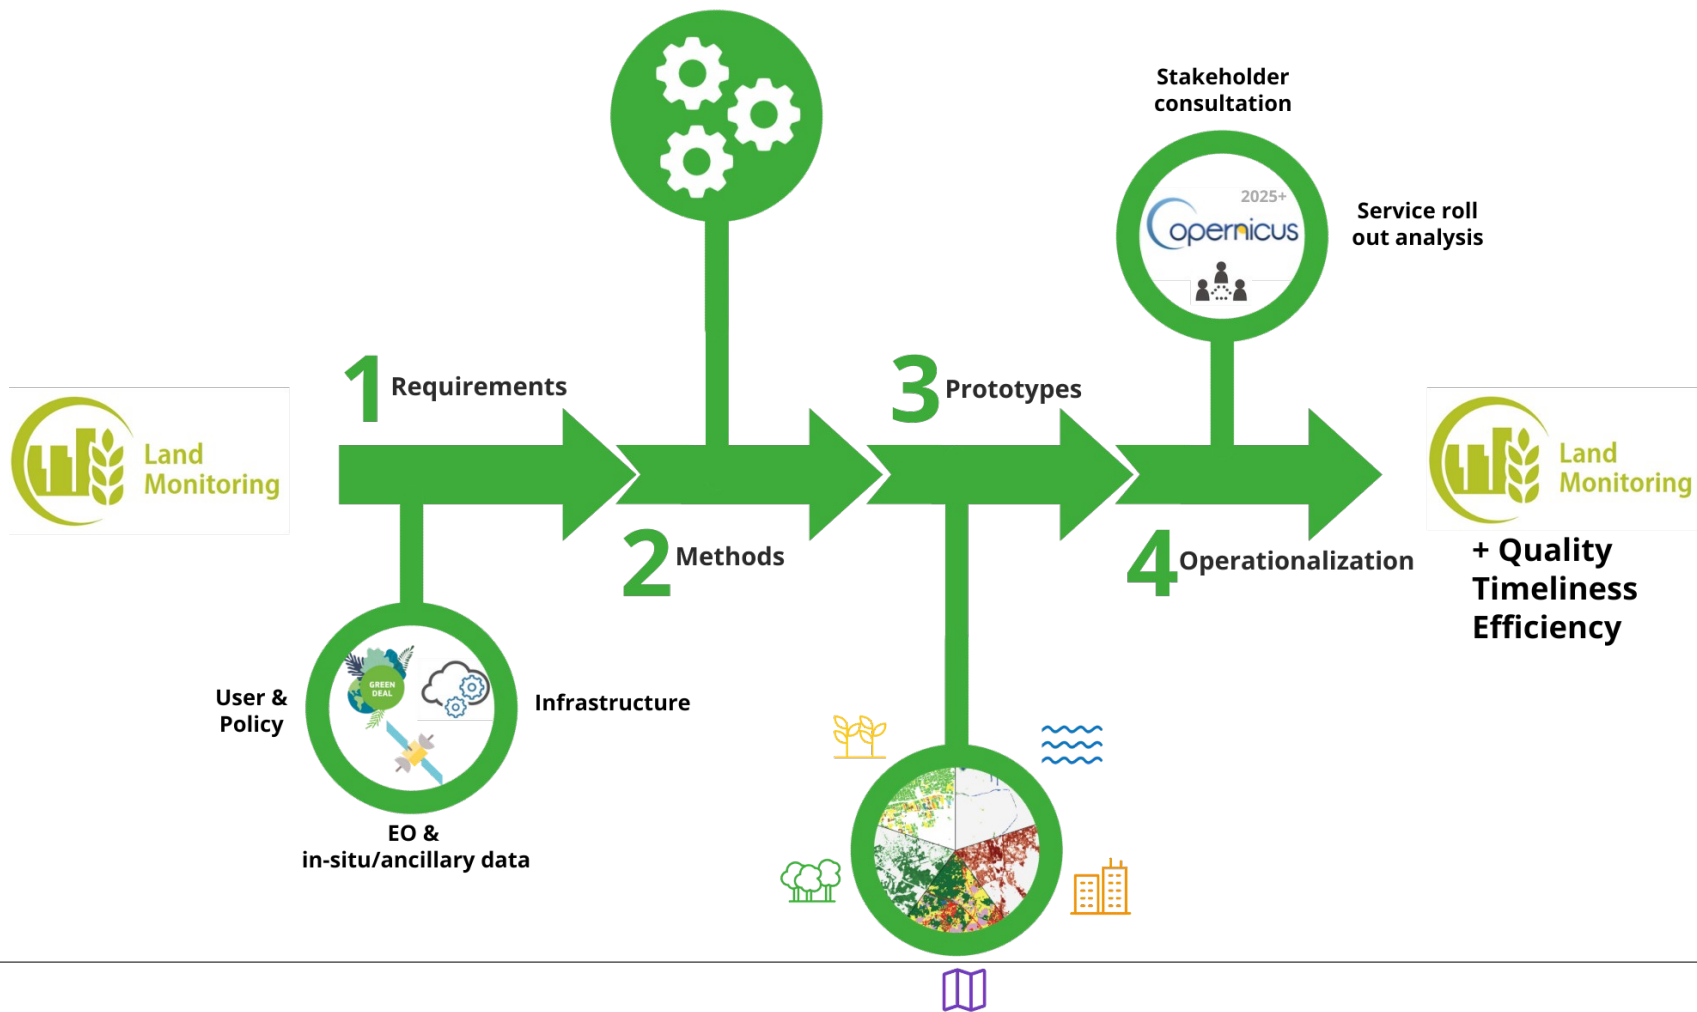 Stakeholder
consultation
2025+
opernicus
Service roll
out analysis
1 Requirements
3 Prototypes
Land
Monitoring
Land
Monitoring
2 Methods
4 Operationalization
+ Quality
Timeliness
Efficiency
GREEN
DEAL
User &
Policy
Infrastructure
EO &
in-situ/ancillary data